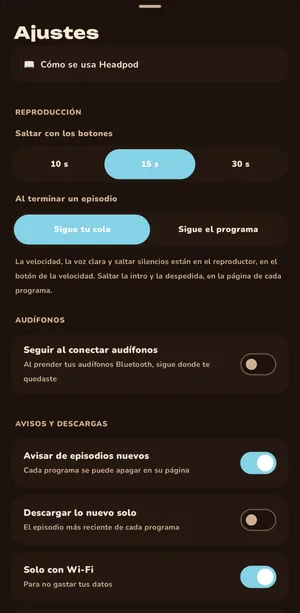 Ajustes
📖 Cómo se usa Headpod
REPRODUCCIÓN
Saltar con los botones
10 s 15 s 30 s
Al terminar un episodio
Sigue tu cola Sigue el programa
La velocidad, la voz clara y saltar silencios están en el reproductor, en el
botón de la velocidad. Saltar la intro y la despedida, en la página de cada
programa.
AUDÍFONOS
Seguir al conectar audífonos
Al prender tus audífonos Bluetooth, sigue donde te
quedaste
AVISOS Y DESCARGAS
Avisar de episodios nuevos
Cada programa se puede apagar en su página
Descargar lo nuevo solo
El episodio más reciente de cada programa
Solo con Wi-Fi
Para no gastar tus datos